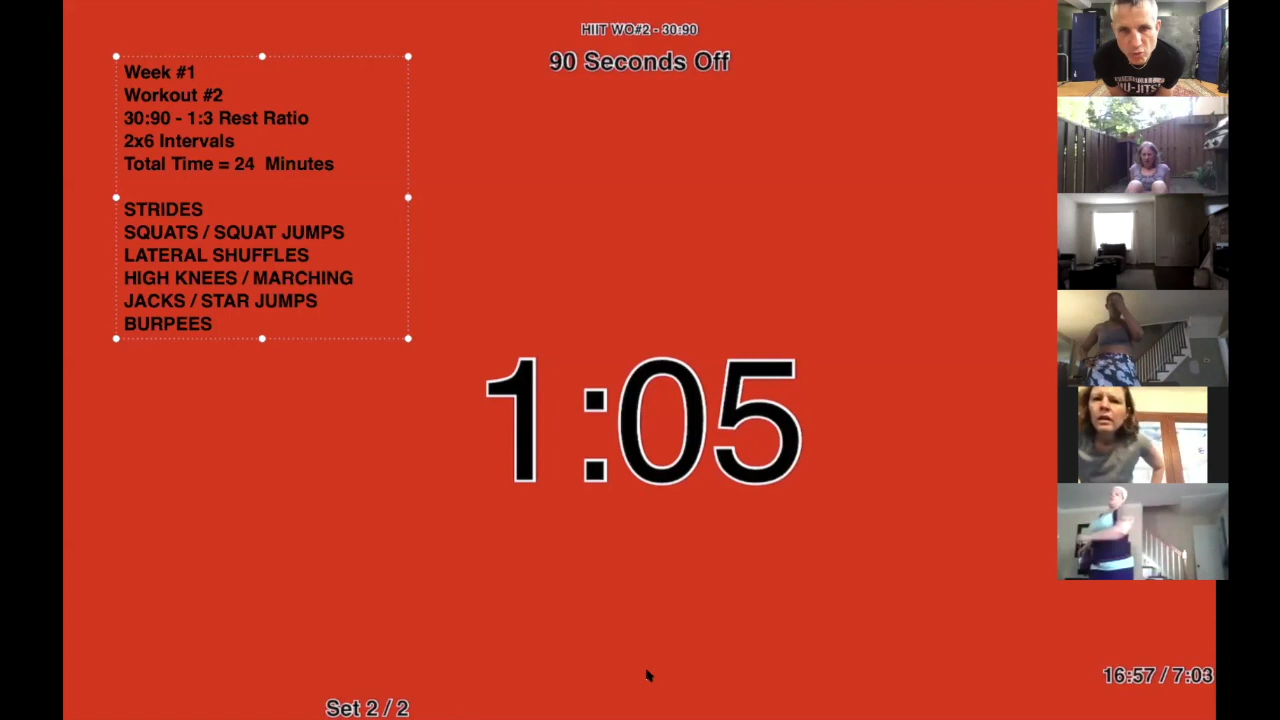 HIIT WO#2 - 30:90
90 Seconds Off
Week #1
Workout #2
30:90 - 1:3 Rest Ratio
2x6 Intervals
Total Time = 24  Minutes
STRIDES
SQUATS / SQUAT JUMPS
LATERAL SHUFFLES
HIGH KNEES / MARCHING
JACKS / STAR JUMPS
BURPEES
1:05
16:57 / 7:03
Set 2 / 2